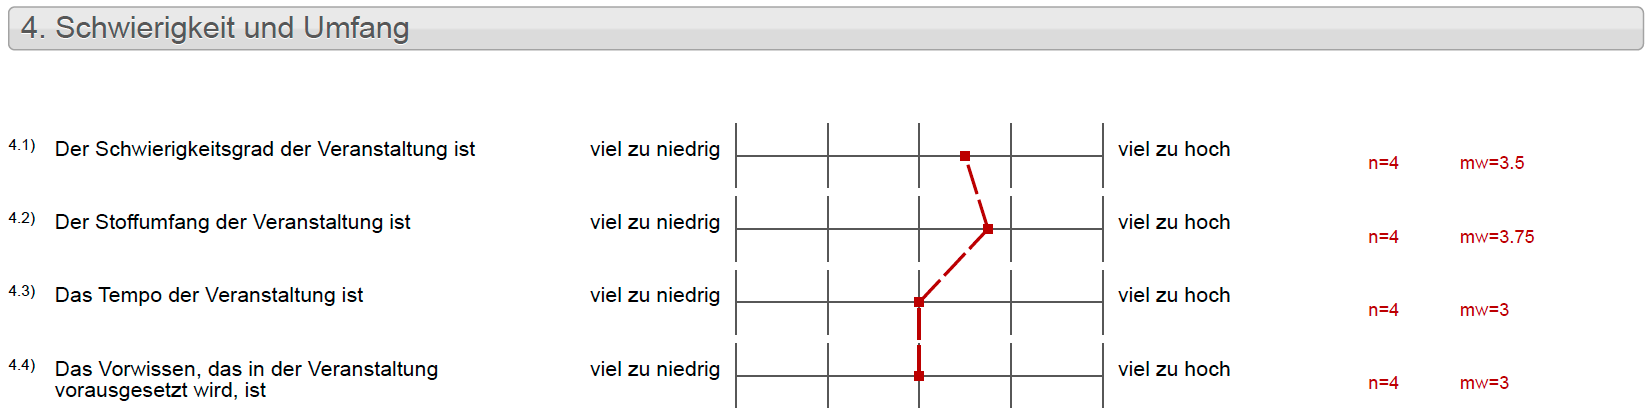 4. Schwierigkeit und Umfang
4.1) Der Schwierigkeitsgrad der Veranstaltung ist viel zu niedrig viel zu hoch n=4 mw=3.5
4.2) Der Stoffumfang der Veranstaltung ist viel zu niedrig viel zu hoch n=4 mw=3.75
4.3) Das Tempo der Veranstaltung ist viel zu niedrig viel zu hoch n=4 mw=3
4.4) Das Vorwissen, das in der Veranstaltung viel zu niedrig viel zu hoch n=4 mw=3
vorausgesetzt wird, ist